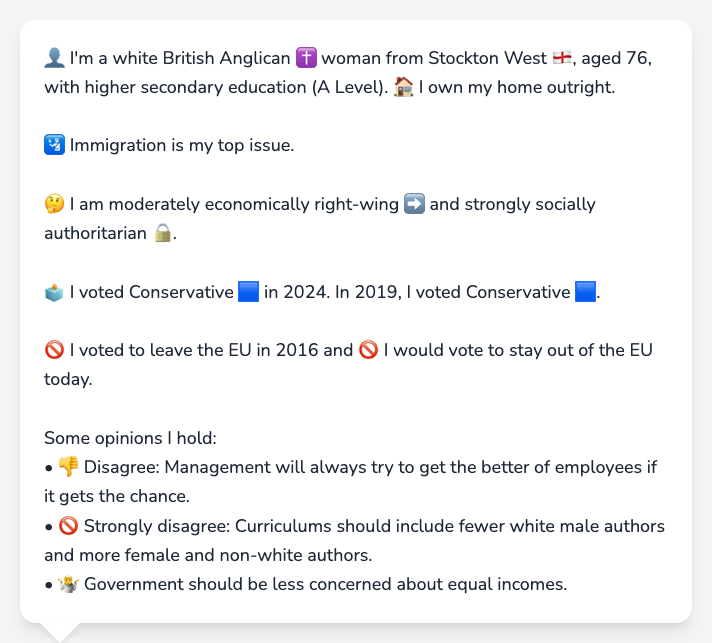 👤 I'm a white British Anglican ✝️ woman from Stockton West 🏴󠁧󠁢󠁥󠁮󠁧󠁿, aged 76,
with higher secondary education (A Level). 🏠 I own my home outright.
🛂 Immigration is my top issue.
🤔 I am moderately economically right-wing ➡️ and strongly socially
authoritarian 🔒.
🗳️ I voted Conservative 🟦 in 2024. In 2019, I voted Conservative 🟦.
🚫 I voted to leave the EU in 2016 and 🚫 I would vote to stay out of the EU
today.
Some opinions I hold:
• 👎 Disagree: Management will always try to get the better of employees if
it gets the chance.
• 🚫 Strongly disagree: Curriculums should include fewer white male authors
and more female and non-white authors.
• 🤷 Government should be less concerned about equal incomes.